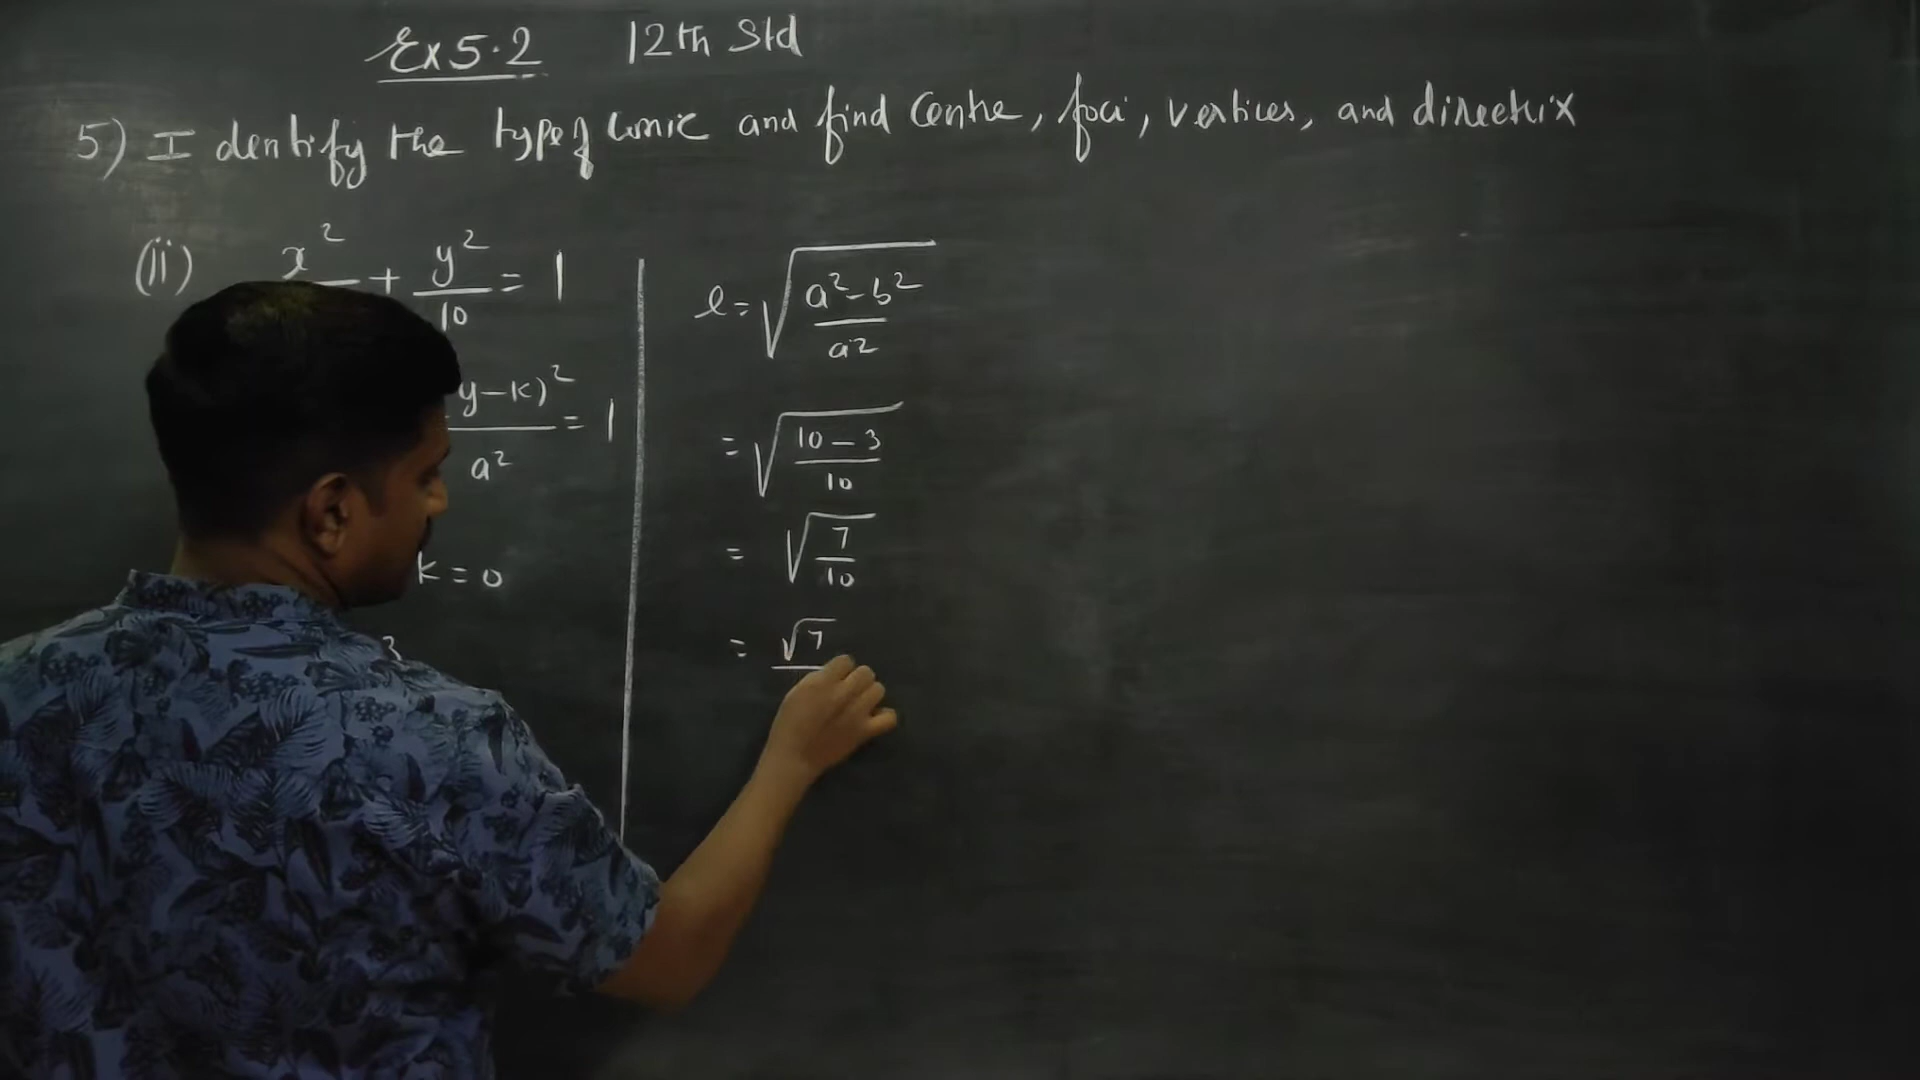 Ex 5.2 12th Std
5) Identify the type of conic and find centre, foci, vertices, and directrix
(ii) x² + y²/10 = 1
(y-k)²/a² = 1
k = 0
3
e = √((a²-b²)/a²)
= √((10-3)/10)
= √(7/10)
= √7